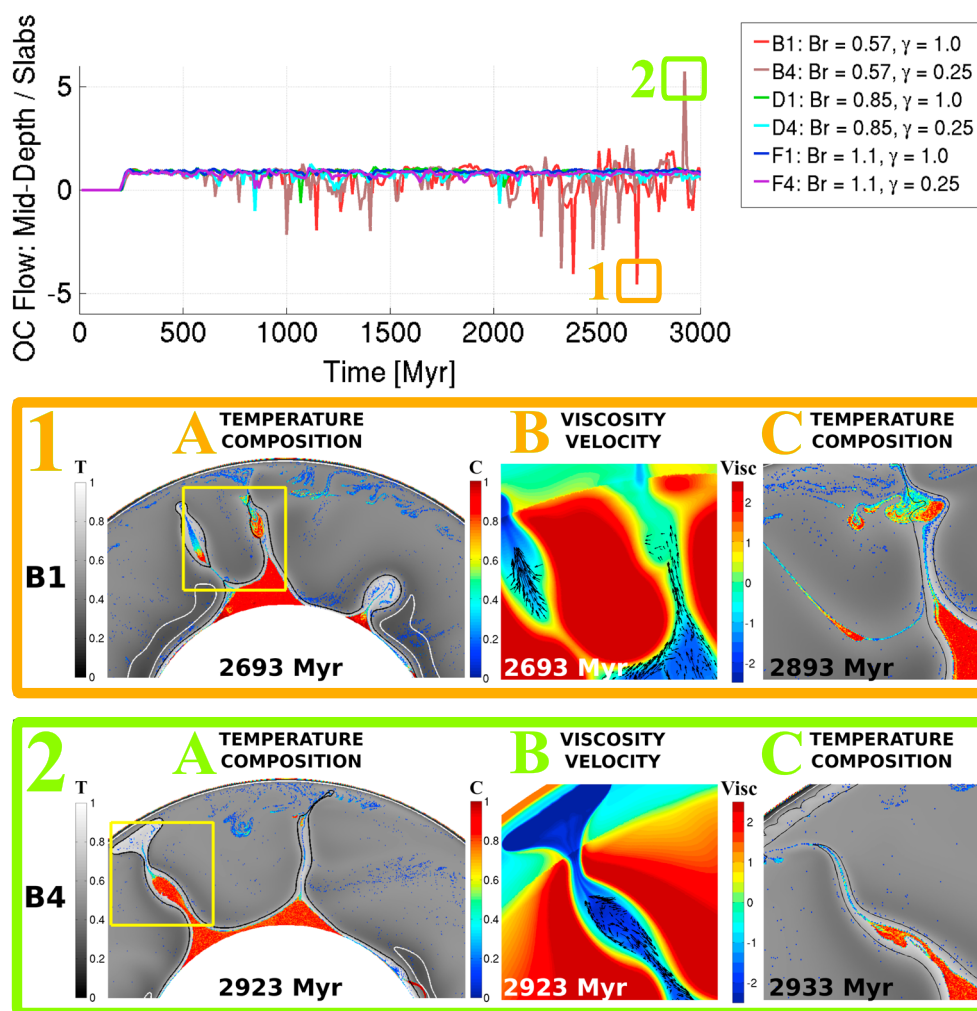 OC Flow: Mid-Depth / Slabs
5
0
-5
0 500 1000 1500 2000 2500 3000
Time [Myr]
2
1
B1: Br = 0.57, γ = 1.0
B4: Br = 0.57, γ = 0.25
D1: Br = 0.85, γ = 1.0
D4: Br = 0.85, γ = 0.25
F1: Br = 1.1, γ = 1.0
F4: Br = 1.1, γ = 0.25
1
A TEMPERATURE
COMPOSITION
B VISCOSITY
VELOCITY
C TEMPERATURE
COMPOSITION
T
1
0.8
0.6
0.4
0.2
0
B1
2693 Myr
C
1
0.8
0.6
0.4
0.2
0
2693 Myr
Visc
2
1
0
-1
-2
2893 Myr
2
A TEMPERATURE
COMPOSITION
B VISCOSITY
VELOCITY
C TEMPERATURE
COMPOSITION
T
1
0.8
0.6
0.4
0.2
0
B4
2923 Myr
C
1
0.8
0.6
0.4
0.2
0
2923 Myr
Visc
2
1
0
-1
-2
2933 Myr